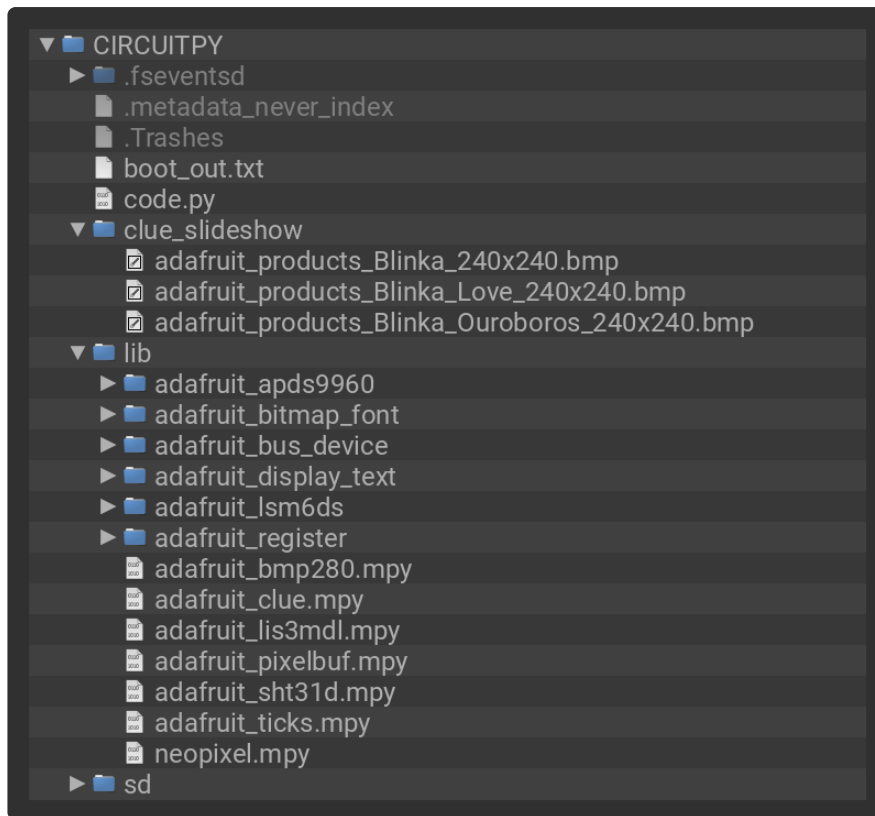 CIRCUITPY
.fseventsd
.metadata_never_index
.Trashes
boot_out.txt
code.py
clue_slideshow
adafruit_products_Blinka_240x240.bmp
adafruit_products_Blinka_Love_240x240.bmp
adafruit_products_Blinka_Ouroboros_240x240.bmp
lib
adafruit_apds9960
adafruit_bitmap_font
adafruit_bus_device
adafruit_display_text
adafruit_lsm6ds
adafruit_register
adafruit_bmp280.mpy
adafruit_clue.mpy
adafruit_lis3mdl.mpy
adafruit_pixelbuf.mpy
adafruit_sht31d.mpy
adafruit_ticks.mpy
neopixel.mpy
sd